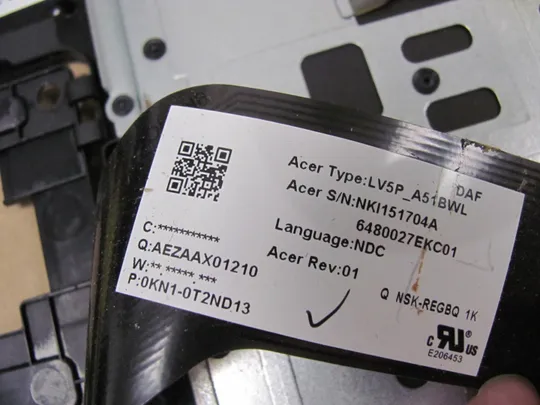 DAF
Acer Type:LV5P_A51BWL
Acer S/N:NKI151704A
6480027EKC01
Language:NDC
Acer Rev:01
C:***********
Q:AEZAAX01210
W:**.*****.***
P:0KN1-0T2ND13
Q NSK-REGBQ 1K
c RU US
E206453